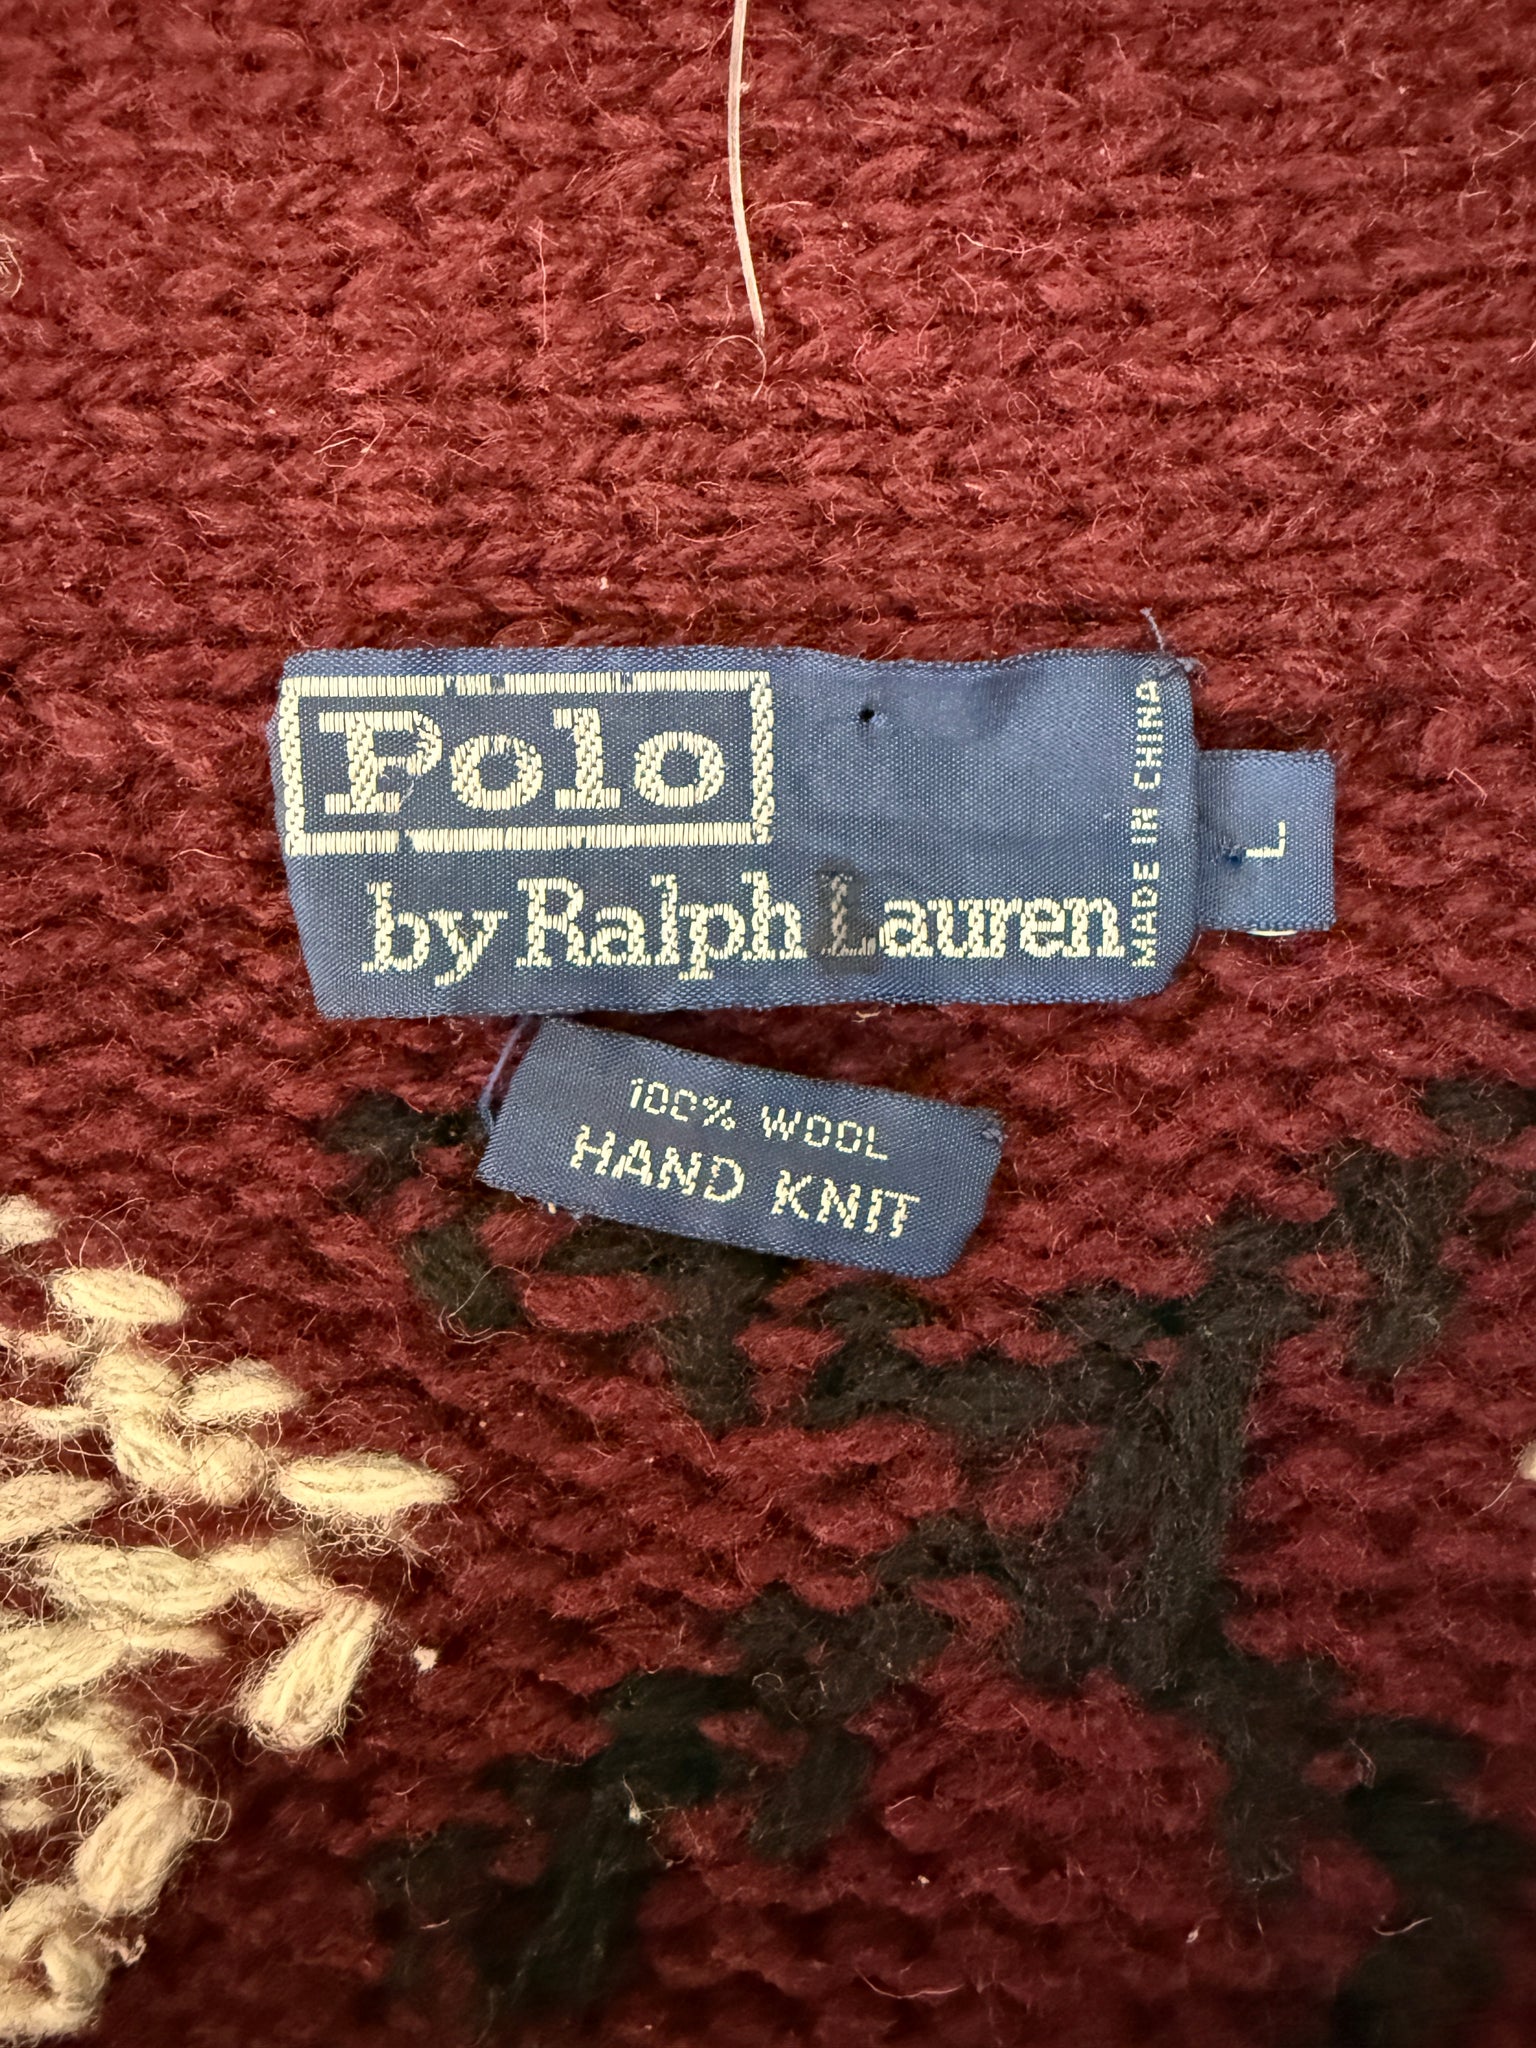 Polo
by Ralph Lauren
MADE IN CHINA
L
100% WOOL
HAND KNIT